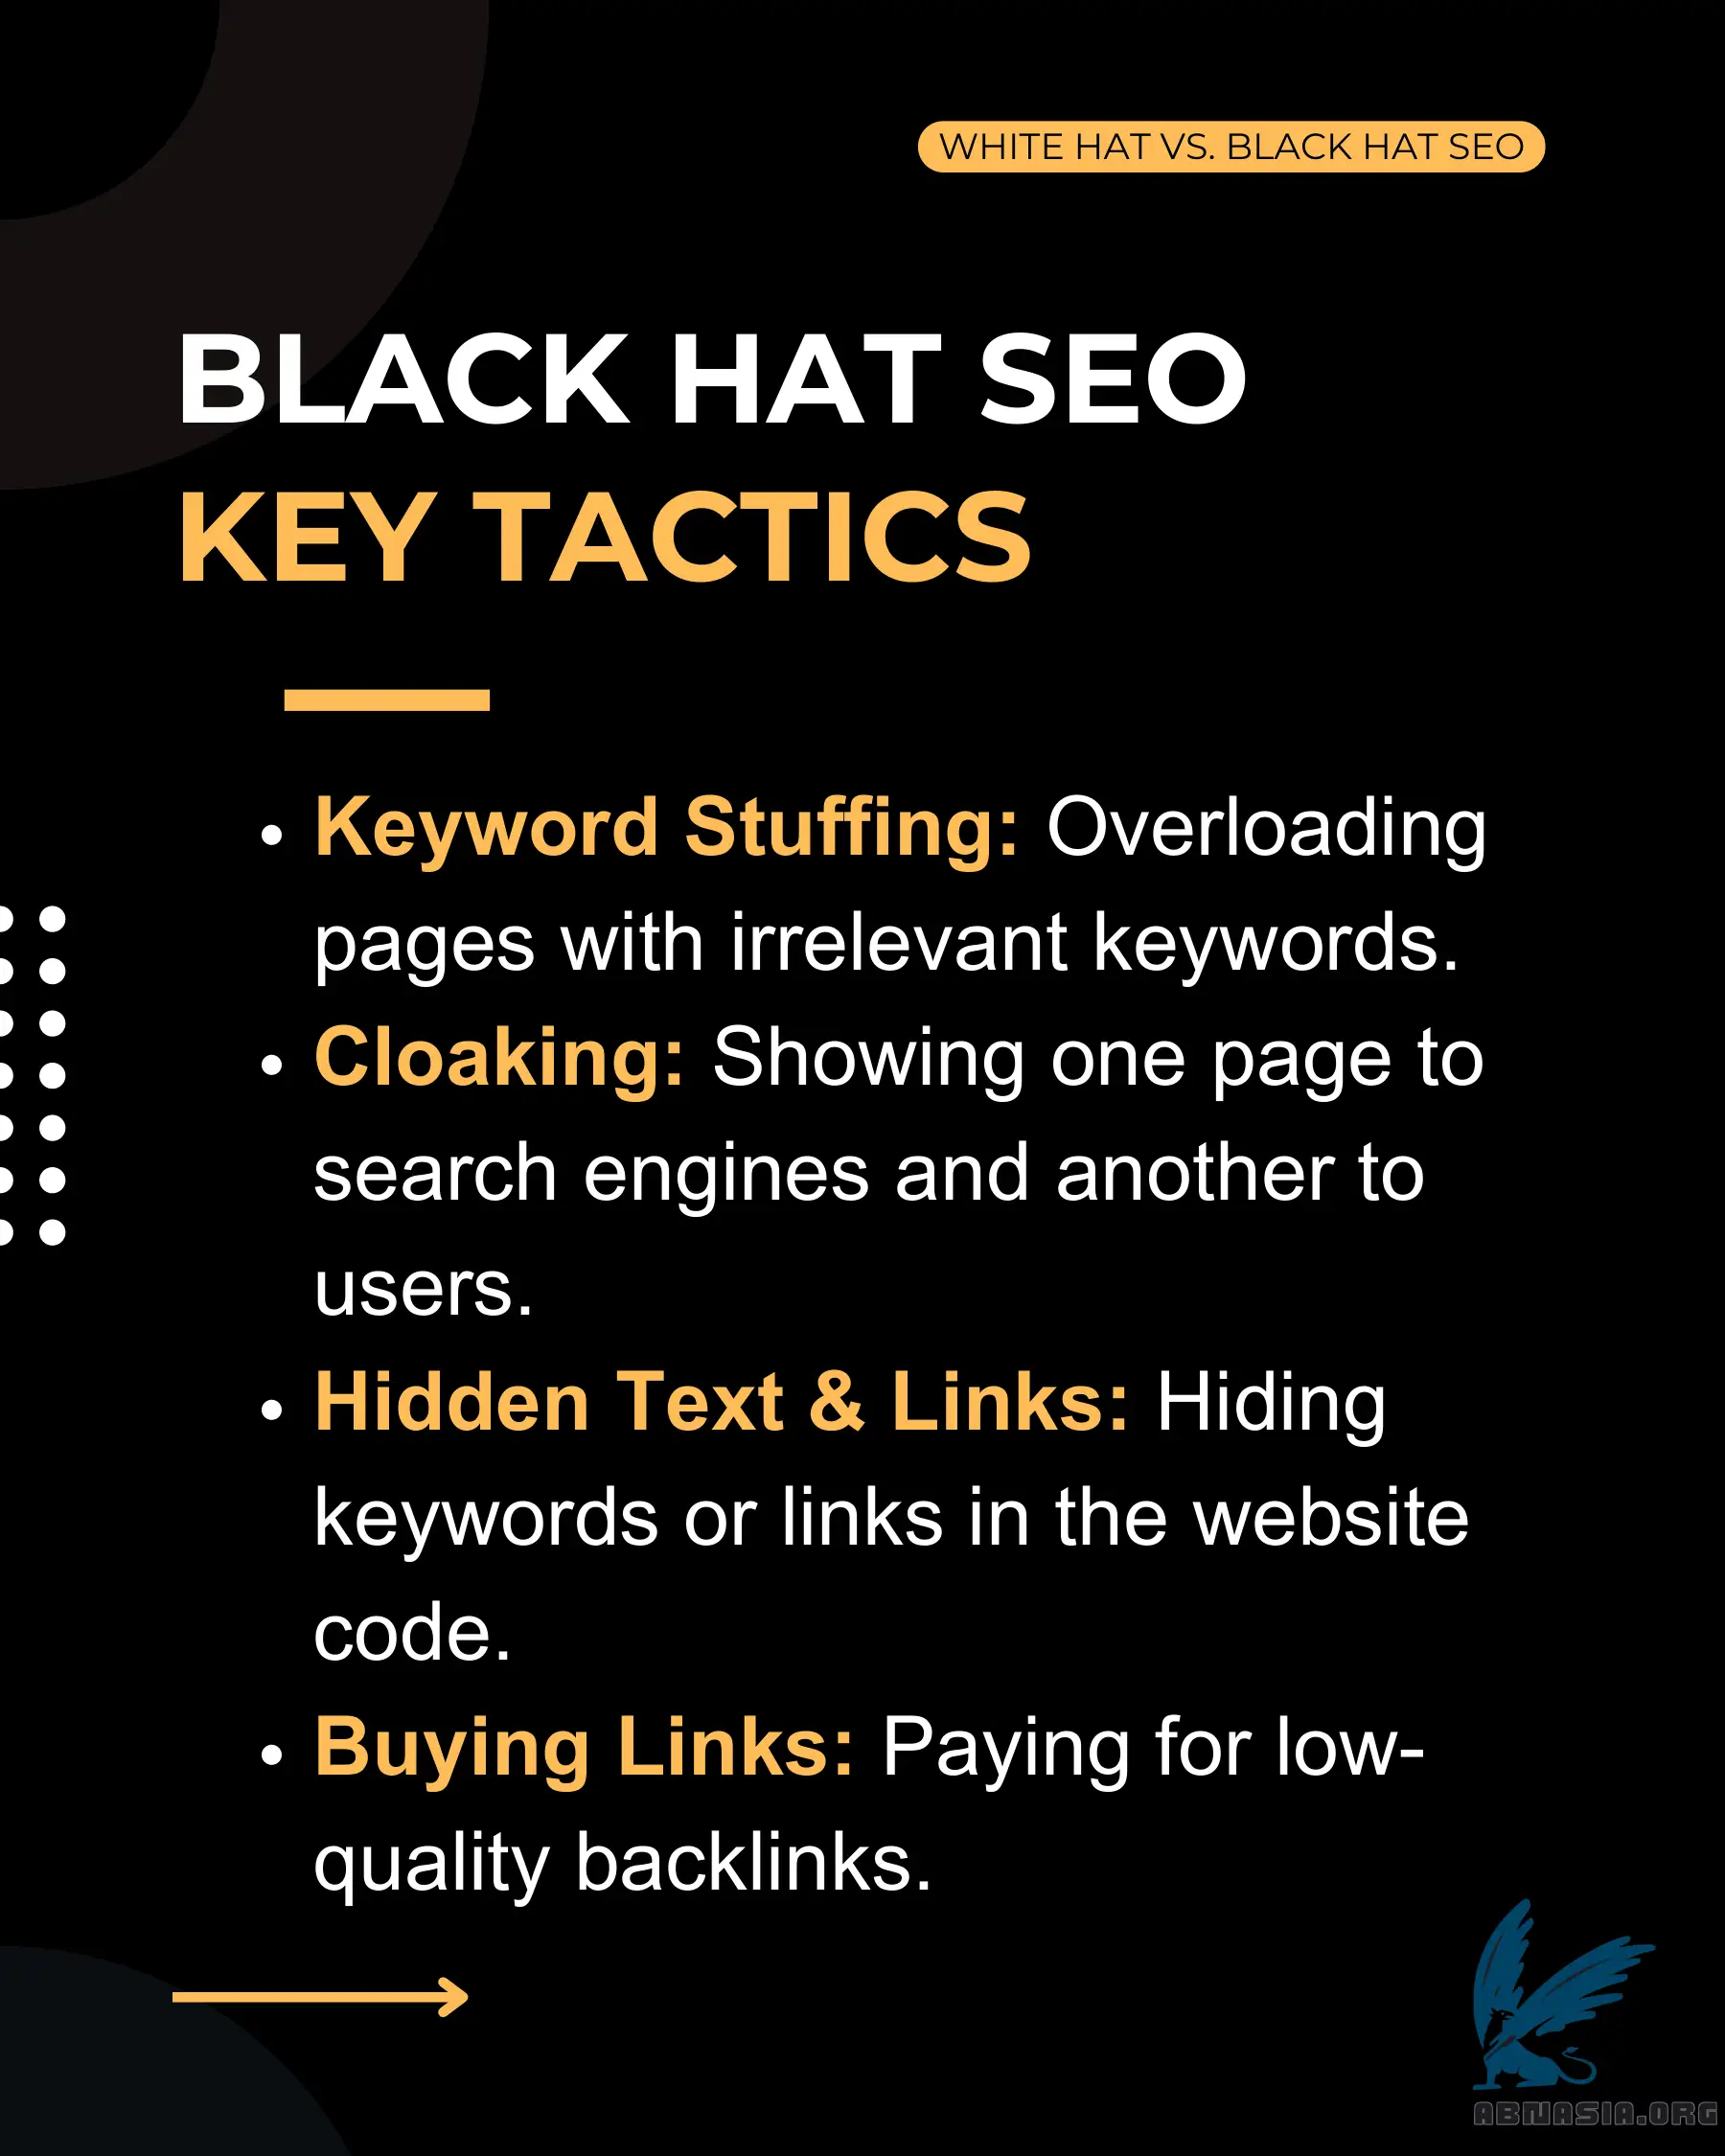 WHITE HAT VS. BLACK HAT SEO
BLACK HAT SEO
KEY TACTICS
• Keyword Stuffing: Overloading
pages with irrelevant keywords.
• Cloaking: Showing one page to
search engines and another to
users.
• Hidden Text & Links: Hiding
keywords or links in the website
code.
• Buying Links: Paying for low-
quality backlinks.
ABNASIA.ORG